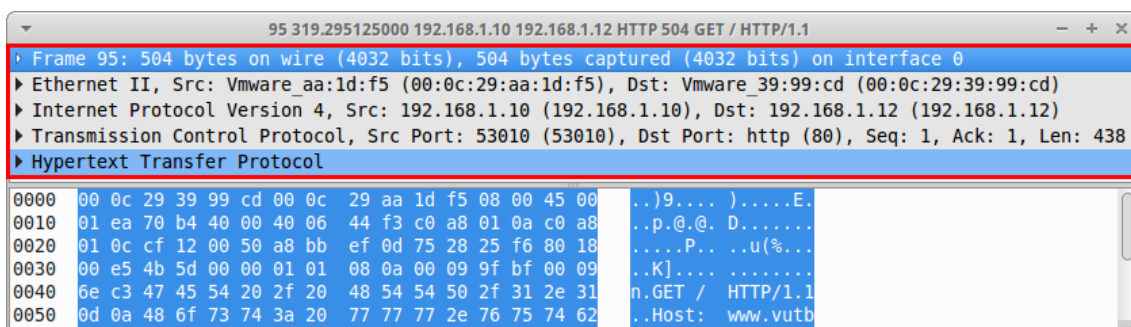 95 319.295125000 192.168.1.10 192.168.1.12 HTTP 504 GET / HTTP/1.1
Frame 95: 504 bytes on wire (4032 bits), 504 bytes captured (4032 bits) on interface 0
Ethernet II, Src: Vmware_aa:1d:f5 (00:0c:29:aa:1d:f5), Dst: Vmware_39:99:cd (00:0c:29:39:99:cd)
Internet Protocol Version 4, Src: 192.168.1.10 (192.168.1.10), Dst: 192.168.1.12 (192.168.1.12)
Transmission Control Protocol, Src Port: 53010 (53010), Dst Port: http (80), Seq: 1, Ack: 1, Len: 438
Hypertext Transfer Protocol
0000 00 0c 29 39 99 cd 00 0c 29 aa 1d f5 08 00 45 00 ..)9.... ).....E.
0010 01 ea 70 b4 40 00 40 06 44 f3 c0 a8 01 0a c0 a8 ..p.@.@. D.......
0020 01 0c cf 12 00 50 a8 bb ef 0d 75 28 25 f6 80 18 .....P.. ..u(%...
0030 00 e5 4b 5d 00 00 01 01 08 0a 00 09 9f bf 00 09 ..K].... ........
0040 6e c3 47 45 54 20 2f 20 48 54 54 50 2f 31 2e 31 n.GET / HTTP/1.1
0050 0d 0a 48 6f 73 74 3a 20 77 77 77 2e 76 75 74 62 ..Host: www.vutb